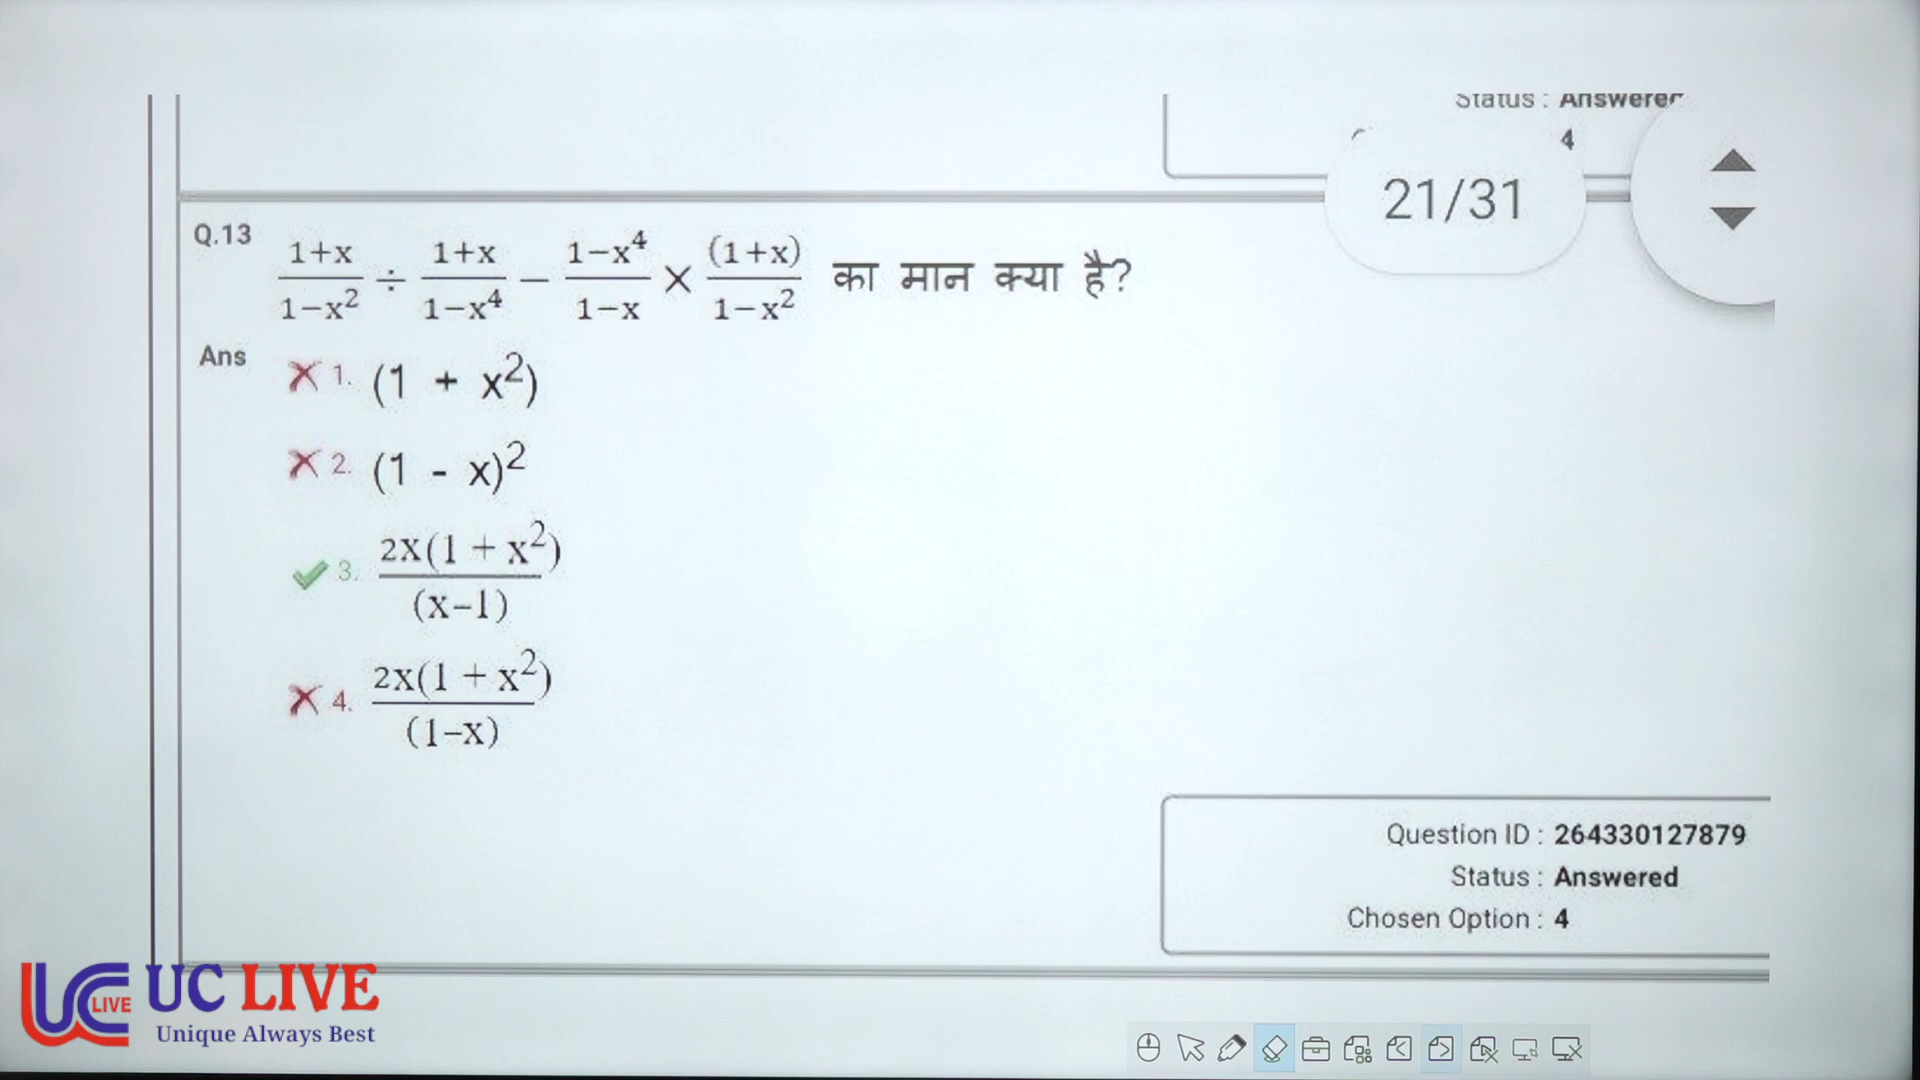 Status : Answered
4
21/31
Q.13 (1+x)/(1−x²) ÷ (1+x)/(1−x⁴) − (1−x⁴)/(1−x) × (1+x)/(1−x²) का मान क्या है?
Ans 1. (1 + x²)
2. (1 - x)²
3. 2x(1 + x²)/(x−1)
4. 2x(1 + x²)/(1−x)
Question ID : 264330127879
Status : Answered
Chosen Option : 4
LIVE
UC LIVE
Unique Always Best